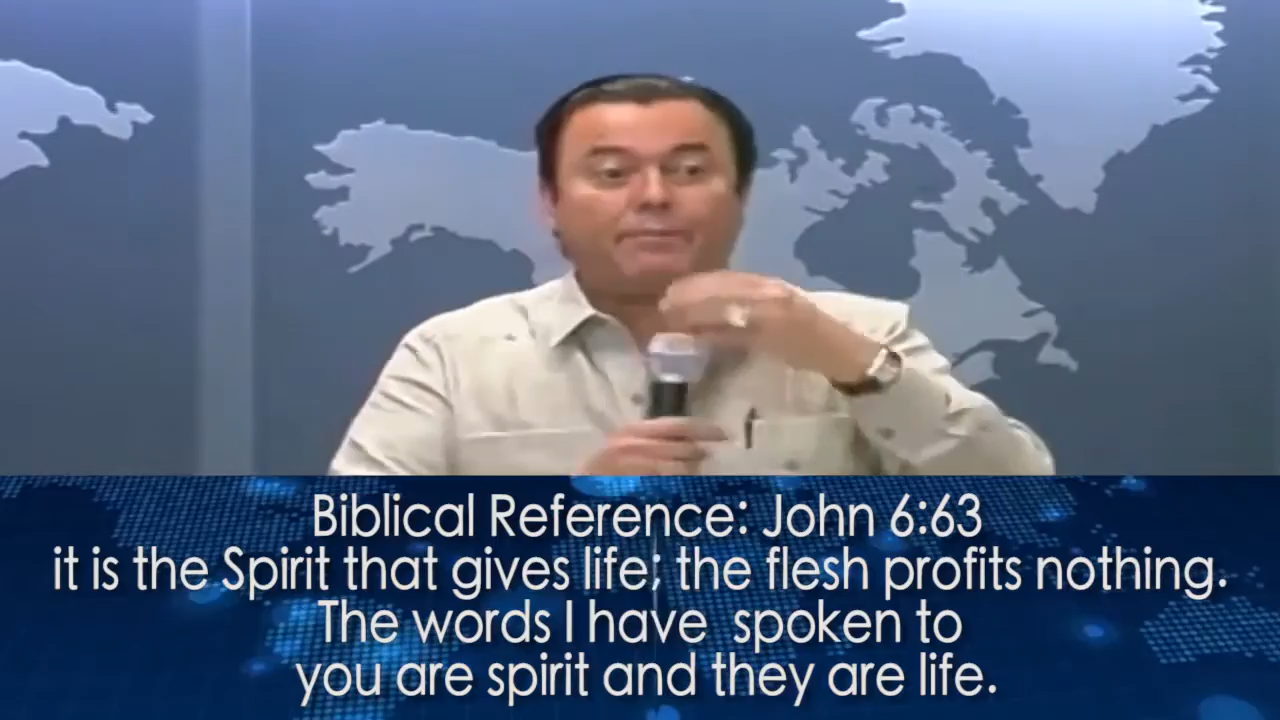 Biblical Reference: John 6:63
it is the Spirit that gives life; the flesh profits nothing.
The words I have spoken to
you are spirit and they are life.